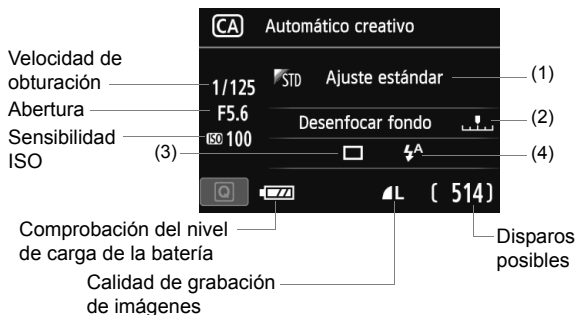 CA Automático creativo
Velocidad de
obturación
1/125
STD Ajuste estándar
(1)
Abertura
F5.6
Desenfocar fondo
(2)
Sensibilidad
ISO
ISO 100
(3)
A
(4)
Q
L
( 514)
Comprobación del nivel
de carga de la batería
Disparos
posibles
Calidad de grabación
de imágenes